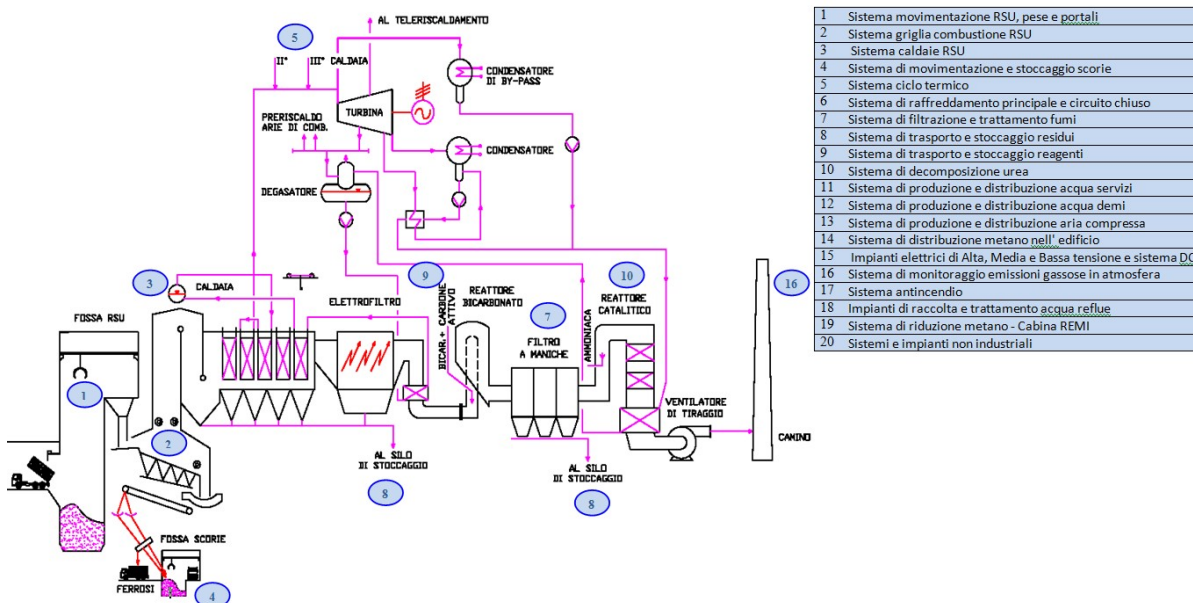 AL TELERISCALDAMENTO
5
II° III° CALDAIA
CONDENSATORE
DI BY-PASS
TURBINA
PRERISCALDO
ARIE DI COMB.
CONDENSATORE
DEGASATORE
3
CALDAIA
FOSSA RSU
ELETTROFILTRO
9
REATTORE
BICARBONATO
BICAR.+ CARBONE
ATTIVO
10
REATTORE
CATALITICO
7
FILTRO
A MANICHE
AMMONIACA
16
VENTILATORE
DI TIRAGGIO
CAMINO
1
2
AL SILO
DI STOCCAGGIO
8
AL SILO
DI STOCCAGGIO
8
FOSSA SCORIE
FERROSI
4
1 Sistema movimentazione RSU, pese e portali
2 Sistema griglia combustione RSU
3 Sistema caldaie RSU
4 Sistema di movimentazione e stoccaggio scorie
5 Sistema ciclo termico
6 Sistema di raffreddamento principale e circuito chiuso
7 Sistema di filtrazione e trattamento fumi
8 Sistema di trasporto e stoccaggio residui
9 Sistema di trasporto e stoccaggio reagenti
10 Sistema di decomposizione urea
11 Sistema di produzione e distribuzione acqua servizi
12 Sistema di produzione e distribuzione acqua demi
13 Sistema di produzione e distribuzione aria compressa
14 Sistema di distribuzione metano nell' edificio
15 Impianti elettrici di Alta, Media e Bassa tensione e sistema DC
16 Sistema di monitoraggio emissioni gassose in atmosfera
17 Sistema antincendio
18 Impianti di raccolta e trattamento acqua reflue
19 Sistema di riduzione metano - Cabina REMI
20 Sistemi e impianti non industriali